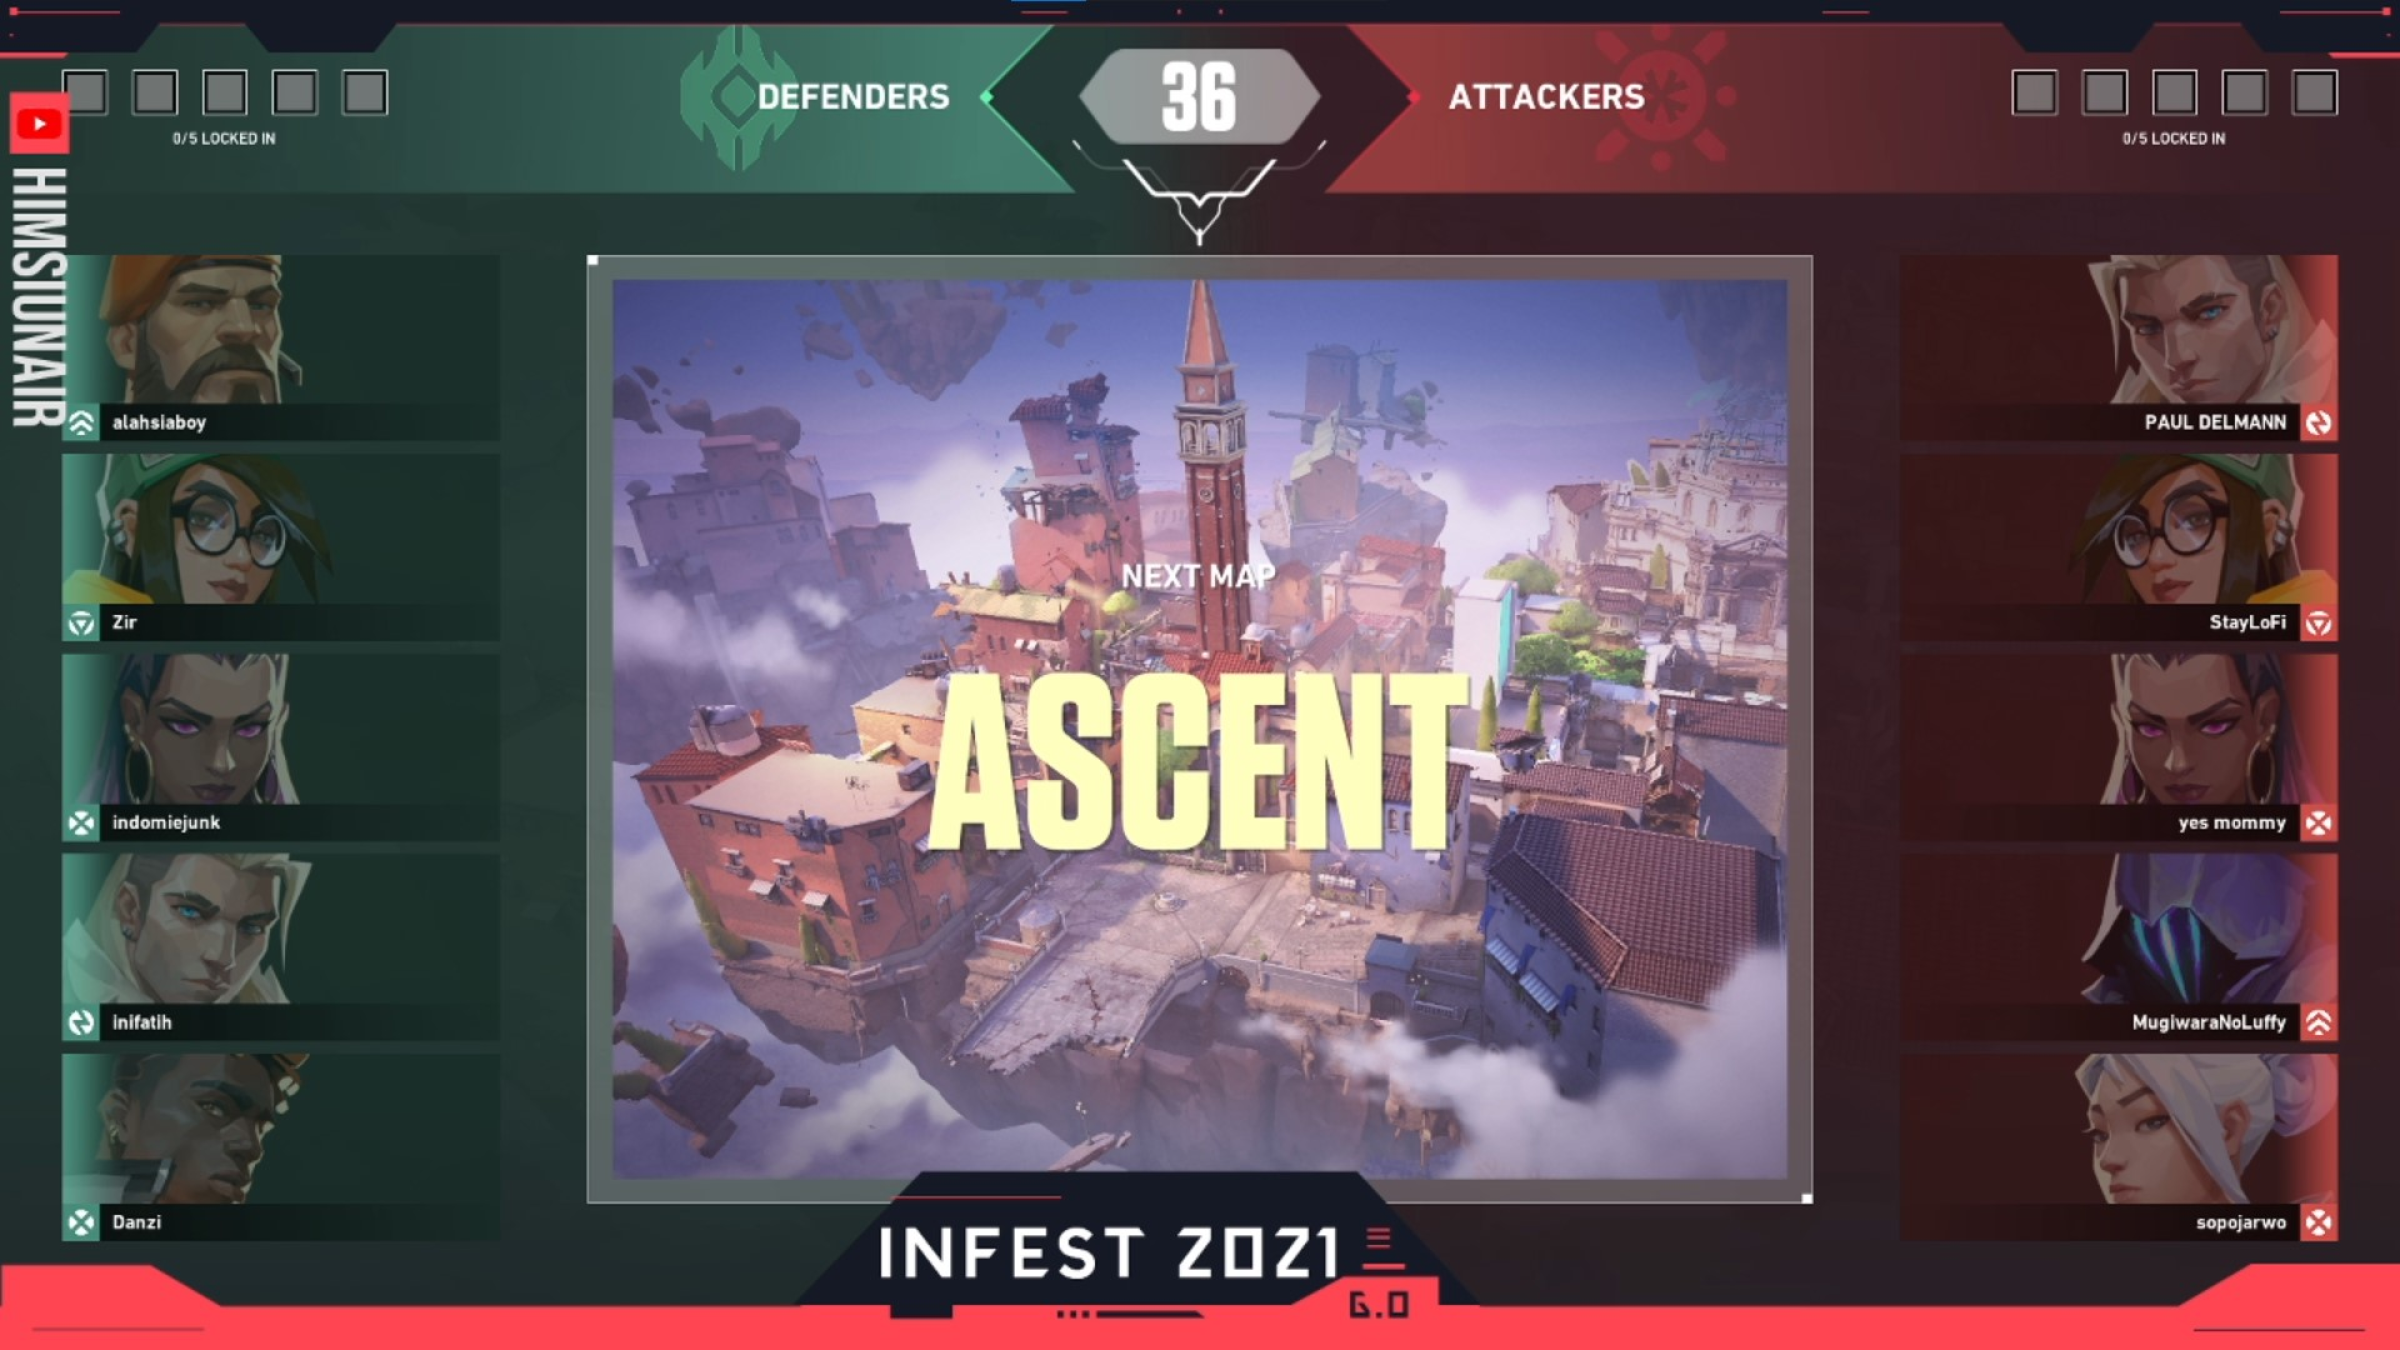 DEFENDERS
36
ATTACKERS
0/5 LOCKED IN
0/5 LOCKED IN
HIMSIUNAIR
alahsiaboy
Zir
indomiejunk
inifatih
Danzi
NEXT MAP
ASCENT
PAUL DELMANN
StayLoFi
yes mommy
MugiwaraNoLuffy
sopojarwo
INFEST 2021
6.0